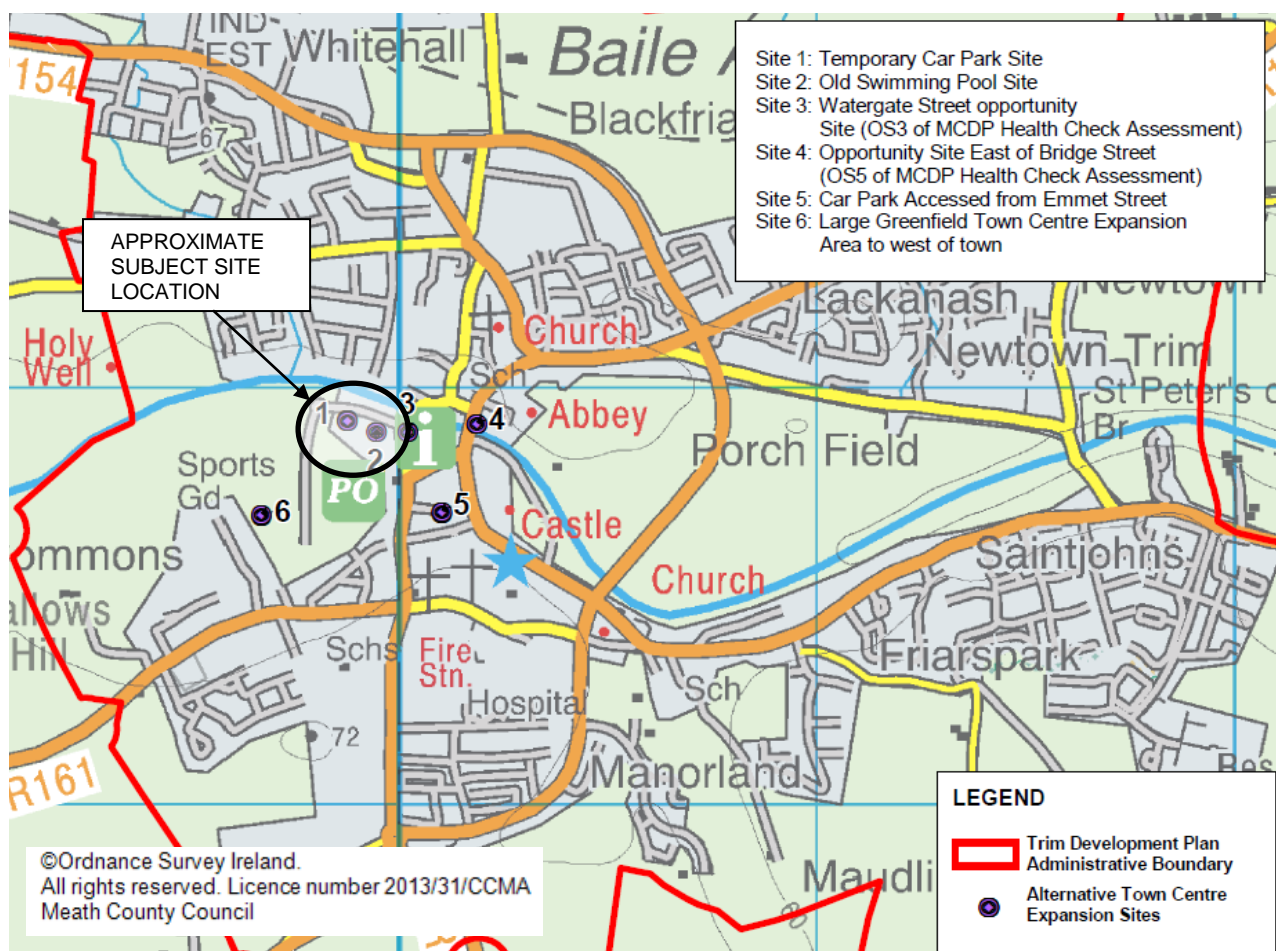 IND
EST
Whitehall
Baile A
Blackfria
154
67
Site 1: Temporary Car Park Site
Site 2: Old Swimming Pool Site
Site 3: Watergate Street opportunity
Site (OS3 of MCDP Health Check Assessment)
Site 4: Opportunity Site East of Bridge Street
(OS5 of MCDP Health Check Assessment)
Site 5: Car Park Accessed from Emmet Street
Site 6: Large Greenfield Town Centre Expansion
Area to west of town
APPROXIMATE
SUBJECT SITE
LOCATION
Holy
Well
Church
Lackanash
Newtown
Newtown Trim
Sch
St Peter's
Br
1
2
3
i
4
Abbey
Porch Field
Sports
Gd
PO
6
5
Castle
ommons
allows
Hill
Church
Saintjohns
Schs
Fire
Stn.
Hospital
Sch
Friarspark
72
Manorland
R161
80
Maudli
LEGEND
Trim Development Plan
Administrative Boundary
Alternative Town Centre
Expansion Sites
©Ordnance Survey Ireland.
All rights reserved. Licence number 2013/31/CCMA
Meath County Council